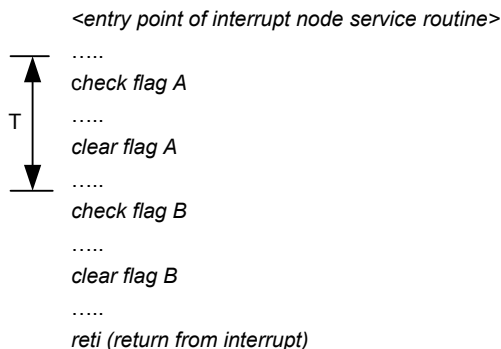 <entry point of interrupt node service routine>
…..
check flag A
…..
T
clear flag A
…..
check flag B
…..
clear flag B
…..
reti (return from interrupt)